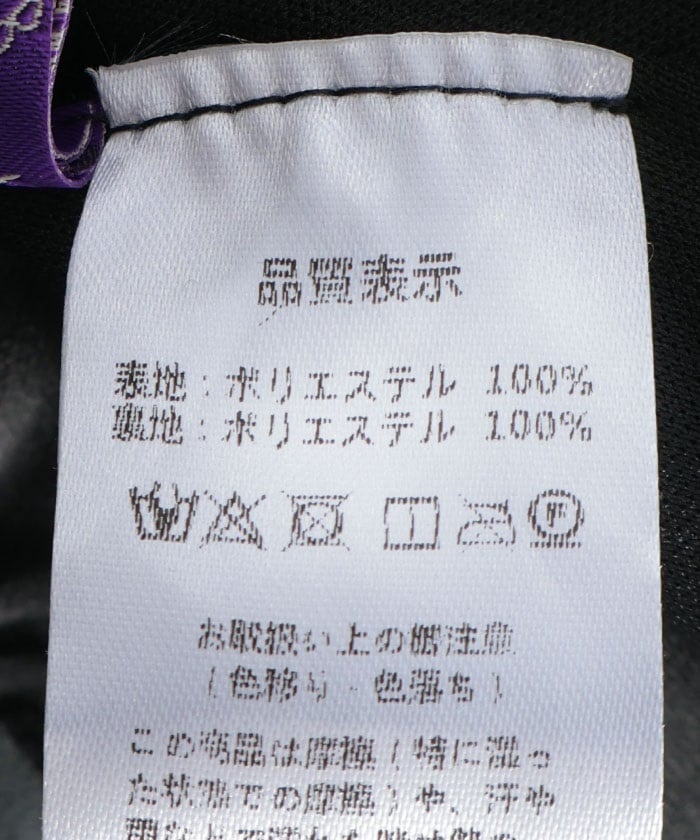 品質表示
表地:ポリエステル 100%
裏地:ポリエステル 100%
お取扱い上の御注意
(色移り・色落ち)
この商品は摩擦(特に湿っ
た状態での摩擦)や、汗や